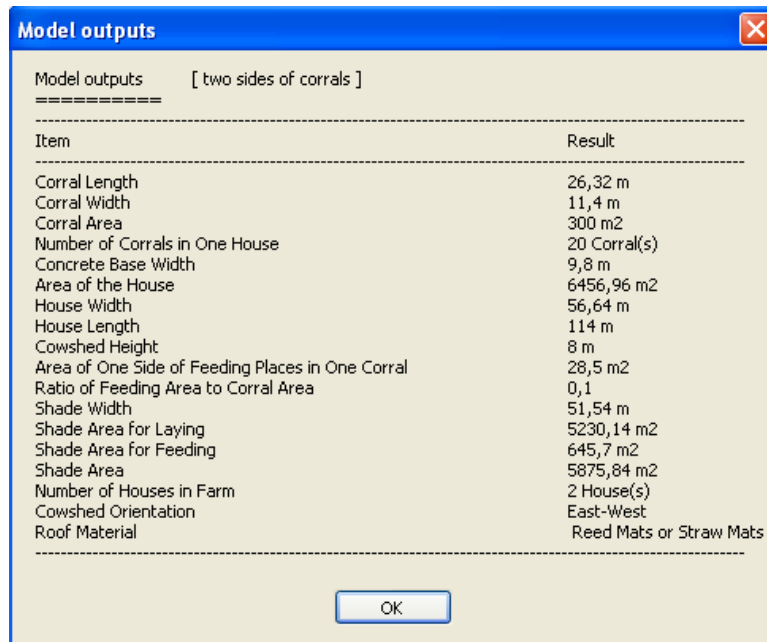 Model outputs
Model outputs [ two sides of corrals ]
==========
Item Result
Corral Length 26,32 m
Corral Width 11,4 m
Corral Area 300 m2
Number of Corrals in One House 20 Corral(s)
Concrete Base Width 9,8 m
Area of the House 6456,96 m2
House Width 56,64 m
House Length 114 m
Cowshed Height 8 m
Area of One Side of Feeding Places in One Corral 28,5 m2
Ratio of Feeding Area to Corral Area 0,1
Shade Width 51,54 m
Shade Area for Laying 5230,14 m2
Shade Area for Feeding 645,7 m2
Shade Area 5875,84 m2
Number of Houses in Farm 2 House(s)
Cowshed Orientation East-West
Roof Material Reed Mats or Straw Mats
OK